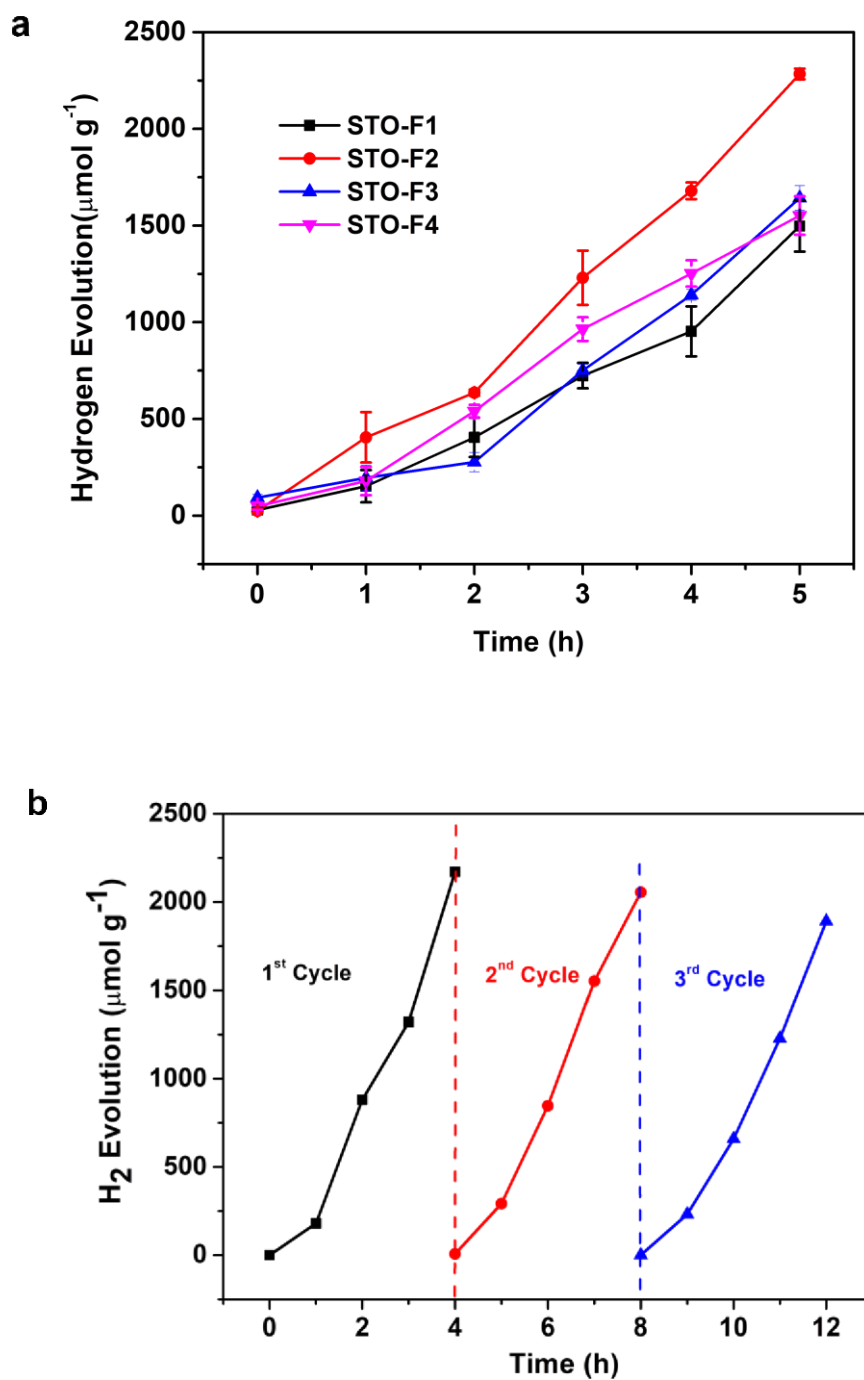 a
2500
2000
1500
1000
500
0
Hydrogen Evolution(μmol g⁻¹)
STO-F1
STO-F2
STO-F3
STO-F4
0 1 2 3 4 5
Time (h)
b
2500
2000
1500
1000
500
0
H₂ Evolution (μmol g⁻¹)
1ˢᵗ Cycle
2ⁿᵈ Cycle
3ʳᵈ Cycle
0 2 4 6 8 10 12
Time (h)